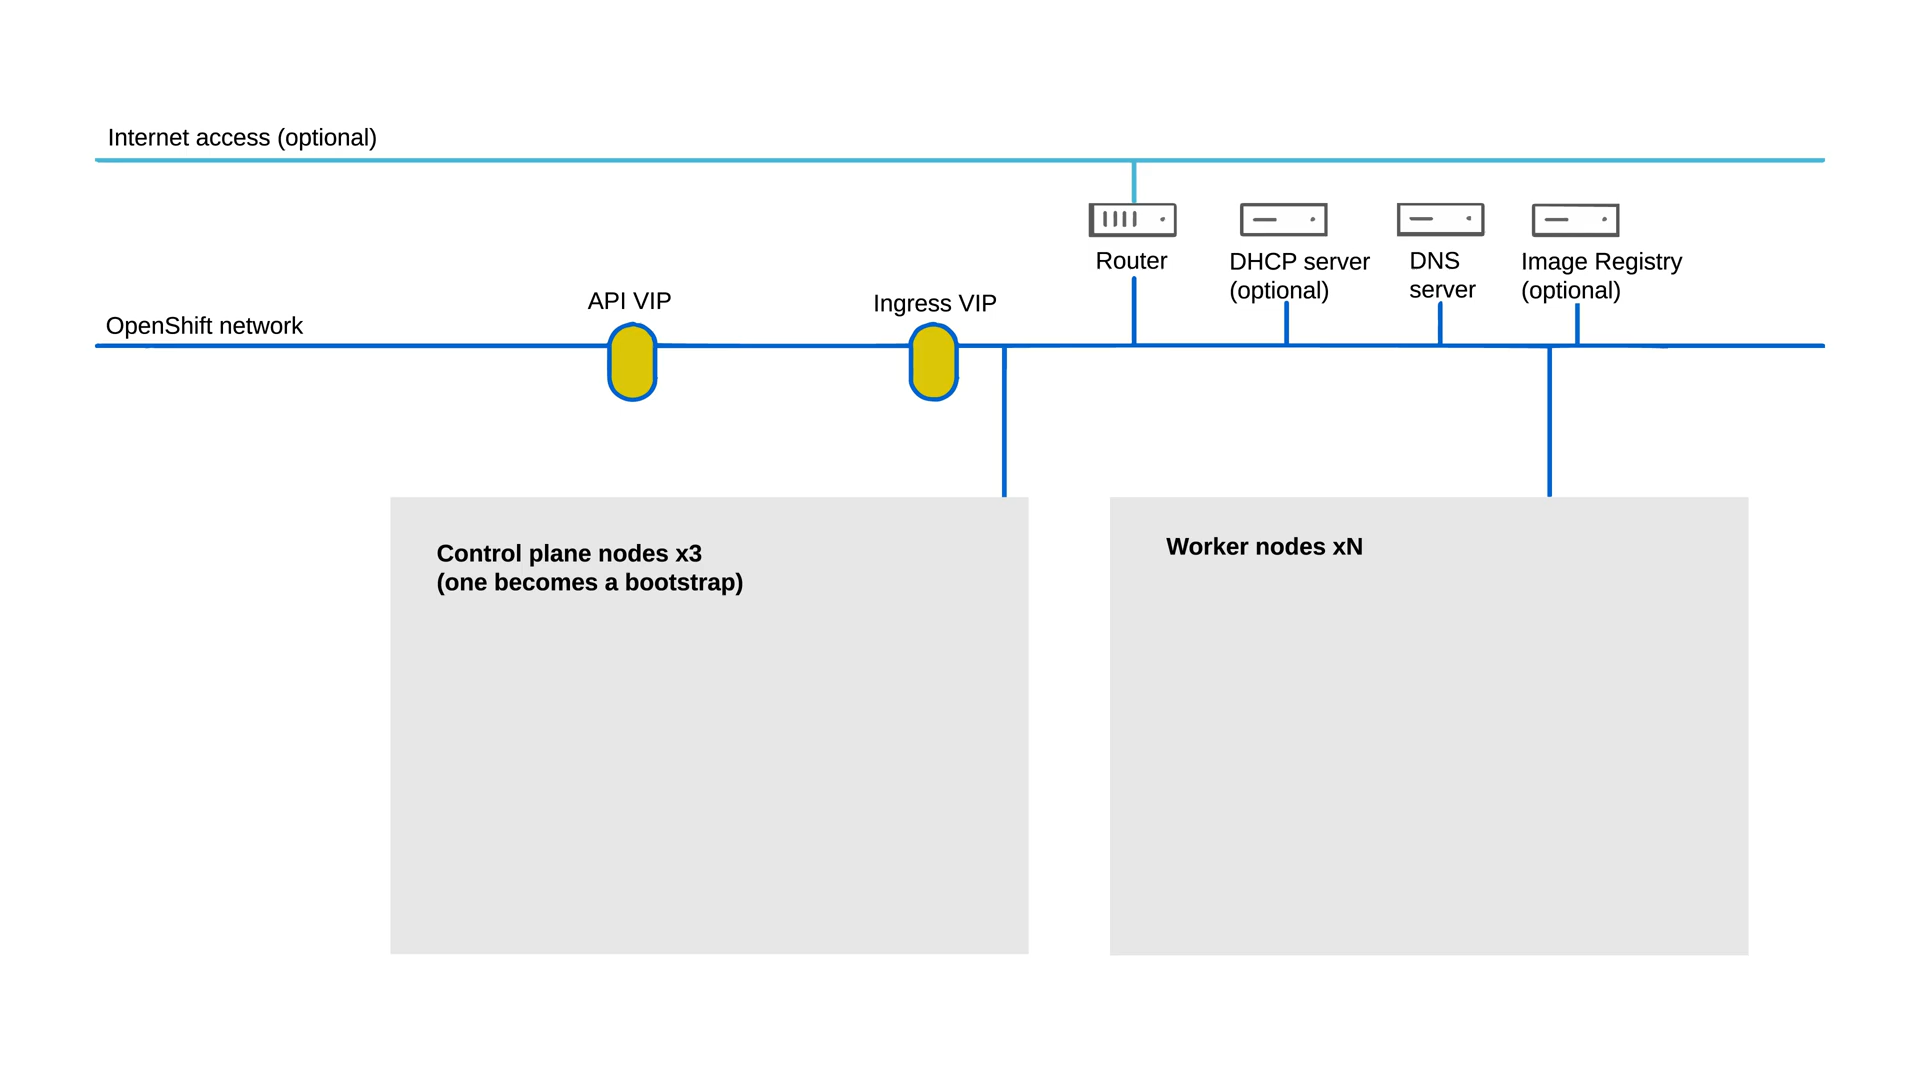 Internet access (optional)
Router
DHCP server
(optional)
DNS
server
Image Registry
(optional)
API VIP
Ingress VIP
OpenShift network
Control plane nodes x3
(one becomes a bootstrap)
Worker nodes xN